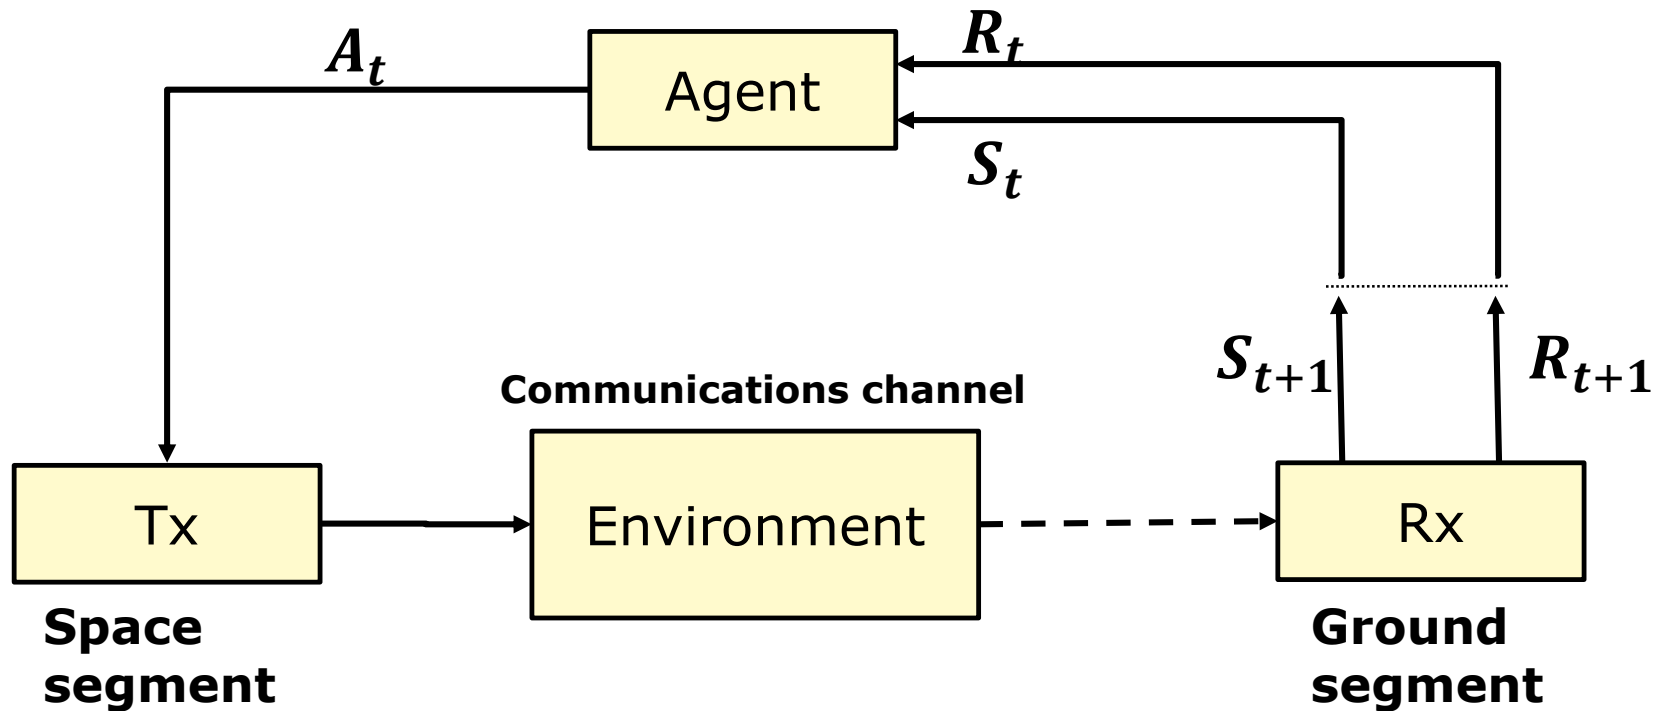 A_t
Agent
R_t
S_t
S_{t+1}
R_{t+1}
Communications channel
Tx
Environment
Rx
Space
segment
Ground
segment